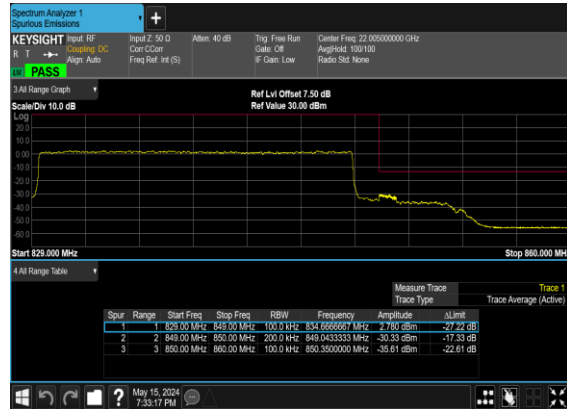 Spectrum Analyzer 1
Spurious Emissions
KEYSIGHT Input: RF Input Z: 50 Ω Atten: 40 dB Trig: Free Run Center Freq: 22.005000000 GHz
R T Coupling: DC Corr CCorr Gate: Off Avg|Hold: 100/100
Align: Auto Freq Ref: Int (S) IF Gain: Low Radio Std: None
PASS
3 All Range Graph
Ref Lvl Offset 7.50 dB
Scale/Div 10.0 dB Ref Value 30.00 dBm
Log
20.0
10.0
0.00
-10.0
-20.0
-30.0
-40.0
-50.0
-60.0
Start 829.000 MHz Stop 860.000 MH
4 All Range Table
Measure Trace Trace 1
Trace Type Trace Average (Active)
Spur Range Start Freq Stop Freq RBW Frequency Amplitude ΔLimit
1 1 829.00 MHz 849.00 MHz 100.0 kHz 834.6666667 MHz 2.780 dBm -27.22 dB
2 2 849.00 MHz 850.00 MHz 200.0 kHz 849.0433333 MHz -30.33 dBm -17.33 dB
3 3 850.00 MHz 860.00 MHz 100.0 kHz 850.3500000 MHz -35.61 dBm -22.61 dB
May 15, 2024
7:33:17 PM